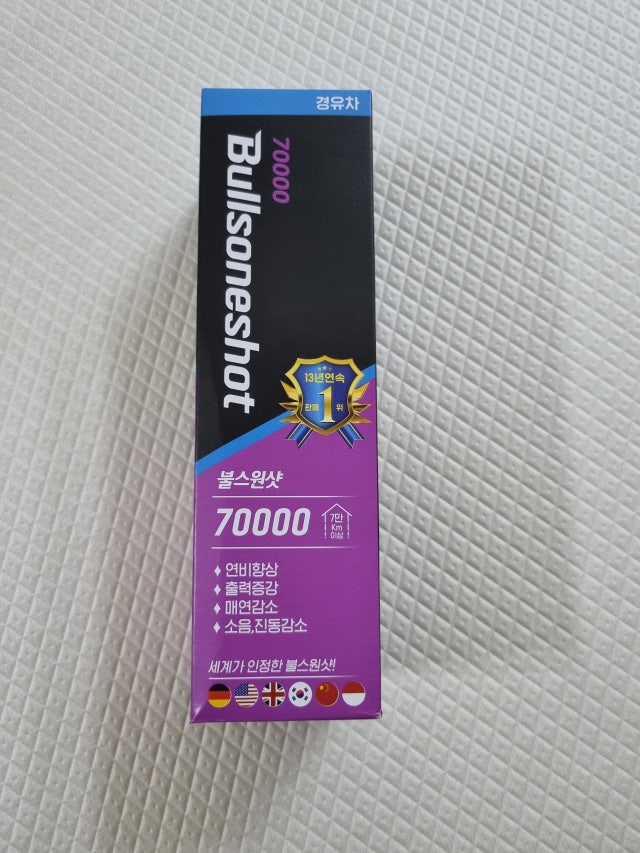 경유차
70000
Bullsoneshot
13년연속
판매 1 위
불스원샷
70000
7만
Km
이상
♦ 연비향상
♦ 출력증강
♦ 매연감소
♦ 소음,진동감소
세계가 인정한 불스원샷!